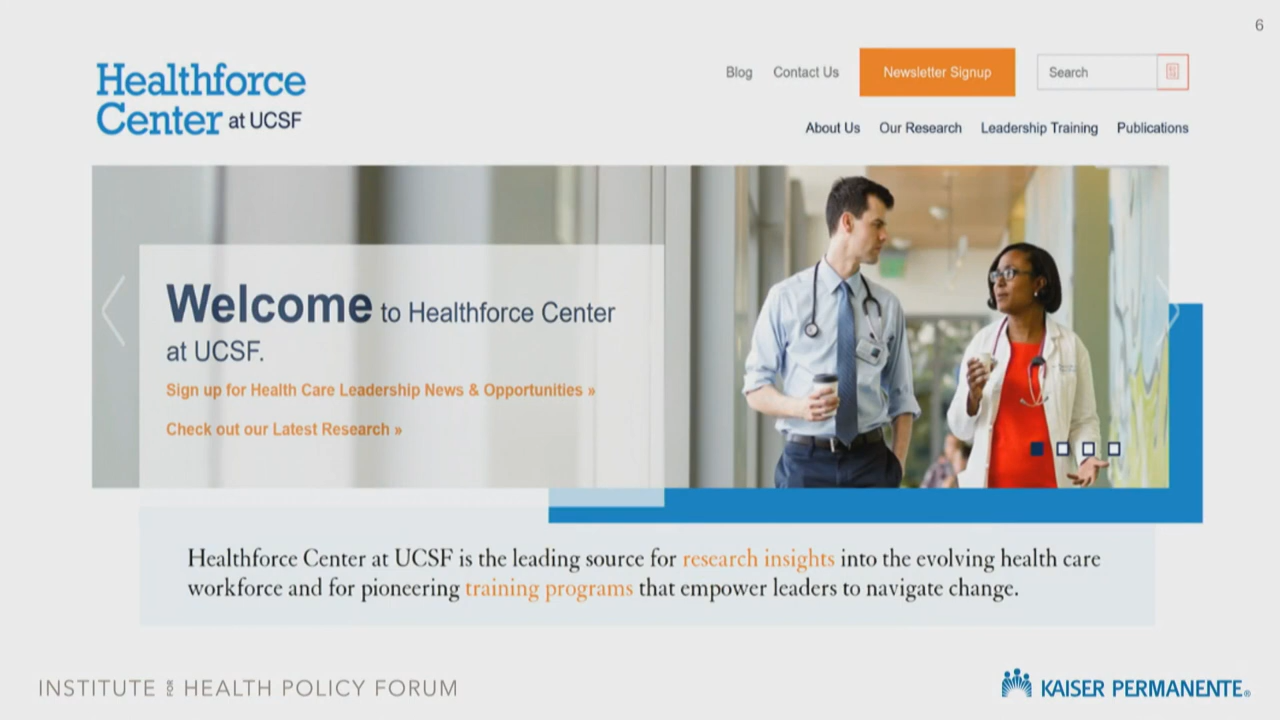 6
Healthforce
Center at UCSF
Blog Contact Us Newsletter Signup Search
About Us Our Research Leadership Training Publications
Welcome to Healthforce Center
at UCSF.
Sign up for Health Care Leadership News & Opportunities »
Check out our Latest Research »
Healthforce Center at UCSF is the leading source for research insights into the evolving health care
workforce and for pioneering training programs that empower leaders to navigate change.
INSTITUTE FOR HEALTH POLICY FORUM
KAISER PERMANENTE®